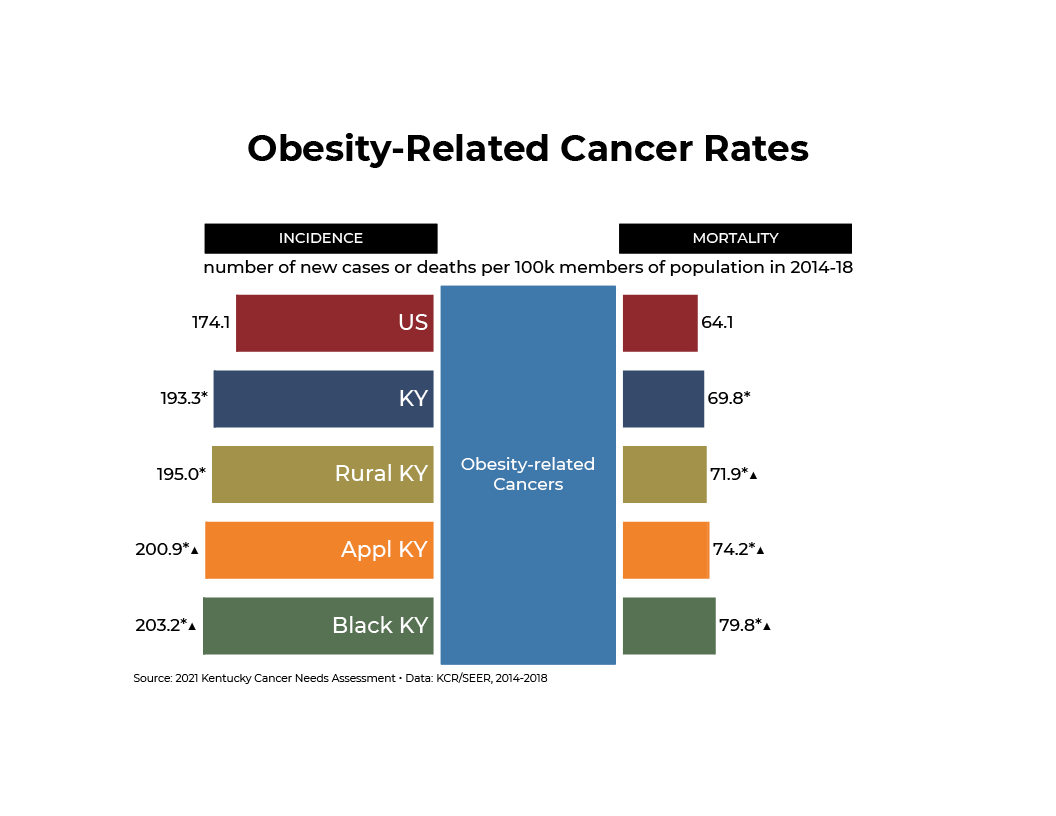 Obesity-Related Cancer Rates
INCIDENCE
MORTALITY
number of new cases or deaths per 100k members of population in 2014-18
174.1 US 64.1
193.3* KY 69.8*
195.0* Rural KY 71.9*▲
Obesity-related
Cancers
200.9*▲ Appl KY 74.2*▲
203.2*▲ Black KY 79.8*▲
Source: 2021 Kentucky Cancer Needs Assessment • Data: KCR/SEER, 2014-2018